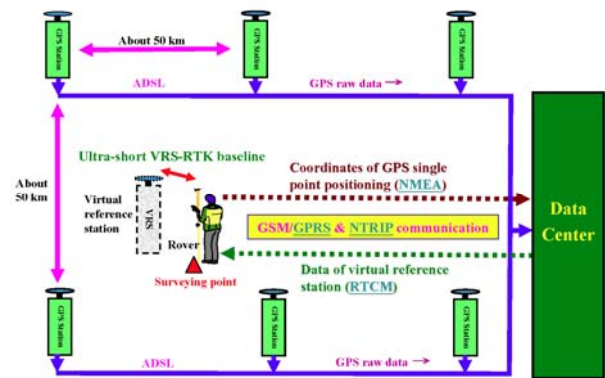 GPS Station
About 50 km
GPS Station
GPS Station
ADSL
GPS raw data →
Ultra-short VRS-RTK baseline
About
50 km
Virtual
reference
station
VRS
Rover
Surveying point
Coordinates of GPS single
point positioning (NMEA)
GSM/GPRS & NTRIP communication
Data of virtual reference
station (RTCM)
Data
Center
GPS Station
GPS Station
GPS Station
ADSL
GPS raw data →